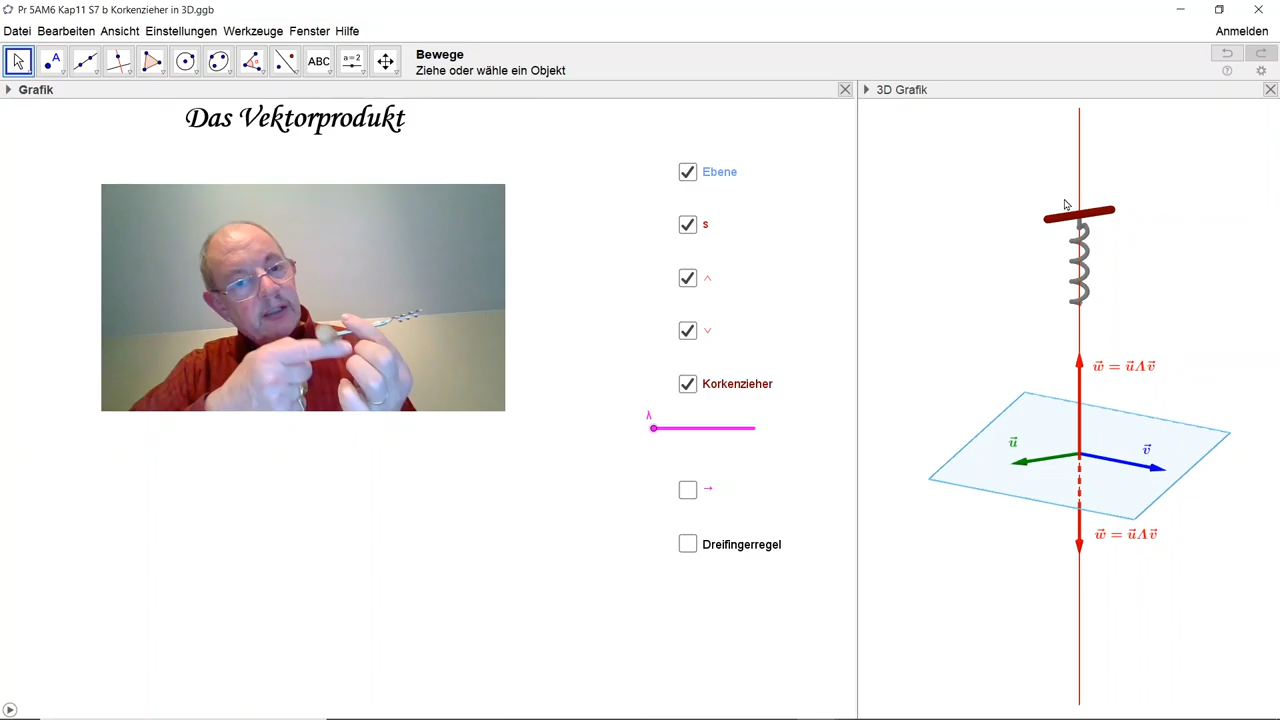 Pr 5AM6 Kap11 S7 b Korkenzieher in 3D.ggb
Datei Bearbeiten Ansicht Einstellungen Werkzeuge Fenster Hilfe
Anmelden
A
ABC
a=2
Bewege
Ziehe oder wähle ein Objekt
Grafik
3D Grafik
Das Vektorprodukt
Ebene
s
^
v
Korkenzieher
λ
→
Dreifingerregel
w⃗ = u⃗Λv⃗
u⃗
v⃗
w⃗ = u⃗Λv⃗